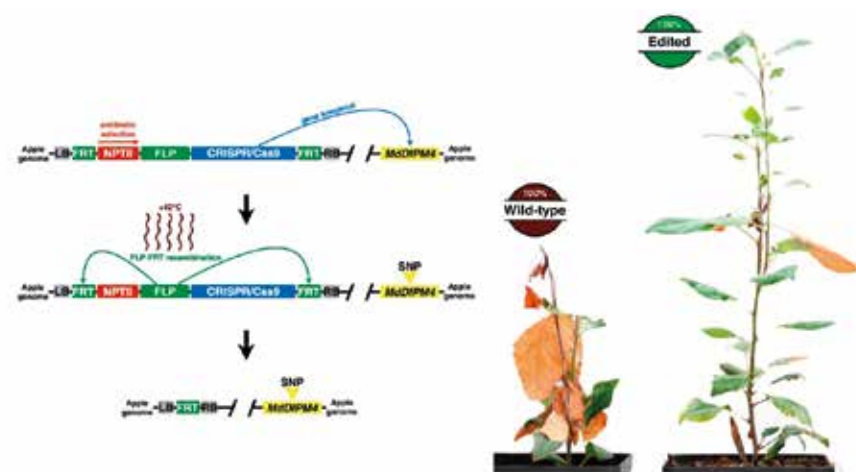 antibiotic
selection
gene knockout
Apple
genome
LB FRT NPTII FLP CRISPR/Cas9 FRT RB
MdDIPM4
Apple
genome
FLP FRT recombination
SNP
Apple
genome
LB FRT NPTII FLP CRISPR/Cas9 FRT RB
MdDIPM4
Apple
genome
SNP
Apple
genome
LB FRT RB
MdDIPM4
Apple
genome
100%
Wild-type
Edited